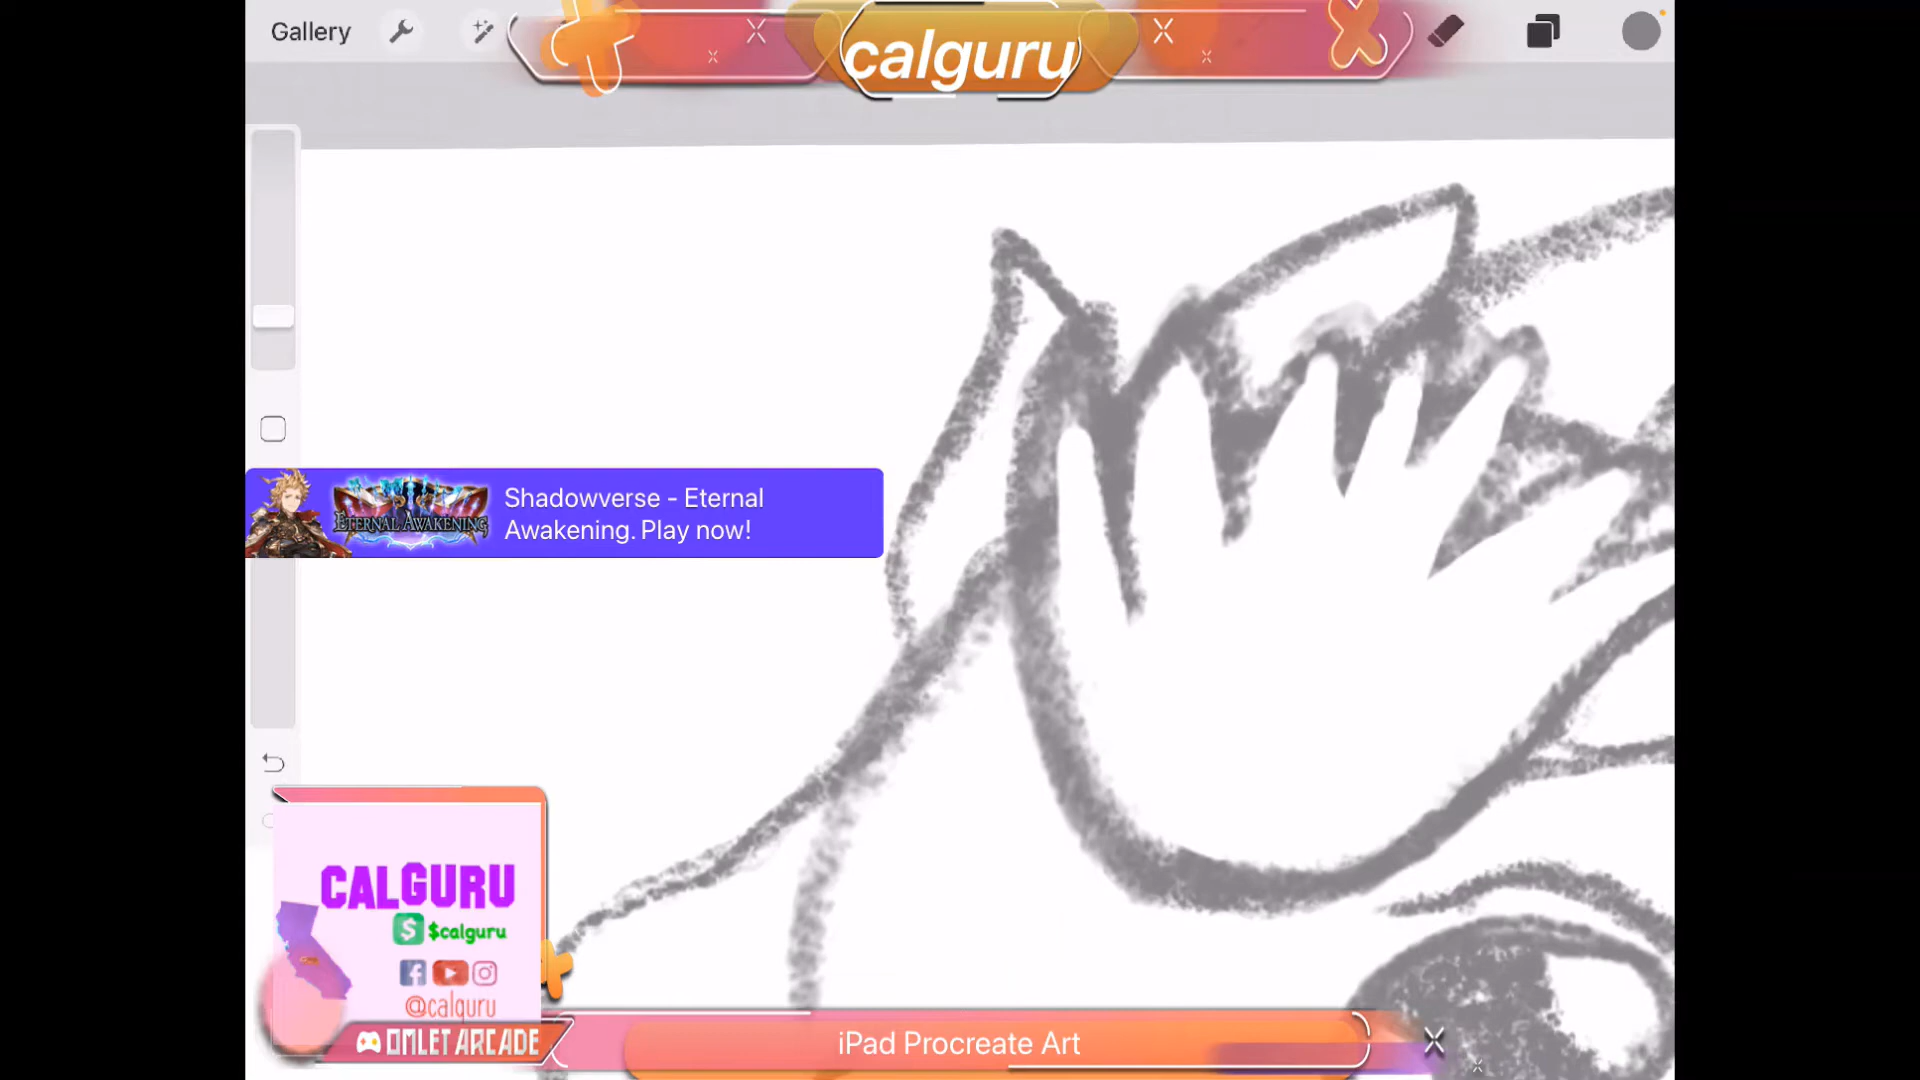 Gallery
calguru
ETERNAL AWAKENING
Shadowverse - Eternal
Awakening. Play now!
CALGURU
$ $calguru
@calguru
OMLET ARCADE
iPad Procreate Art